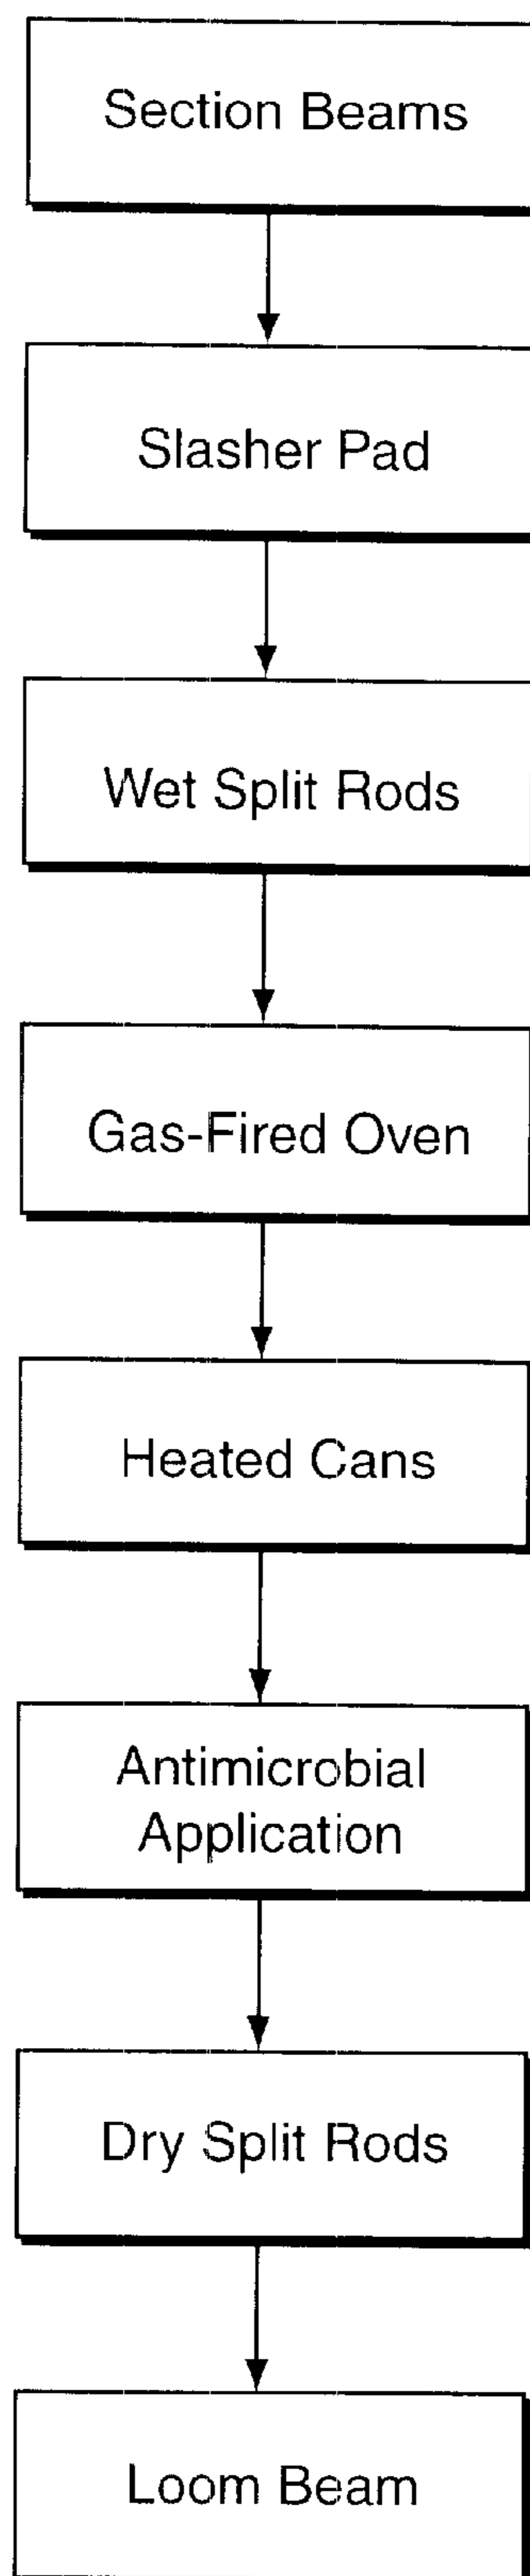 Section Beams
Slasher Pad
Wet Split Rods
Gas-Fired Oven
Heated Cans
Antimicrobial
Application
Dry Split Rods
Loom Beam